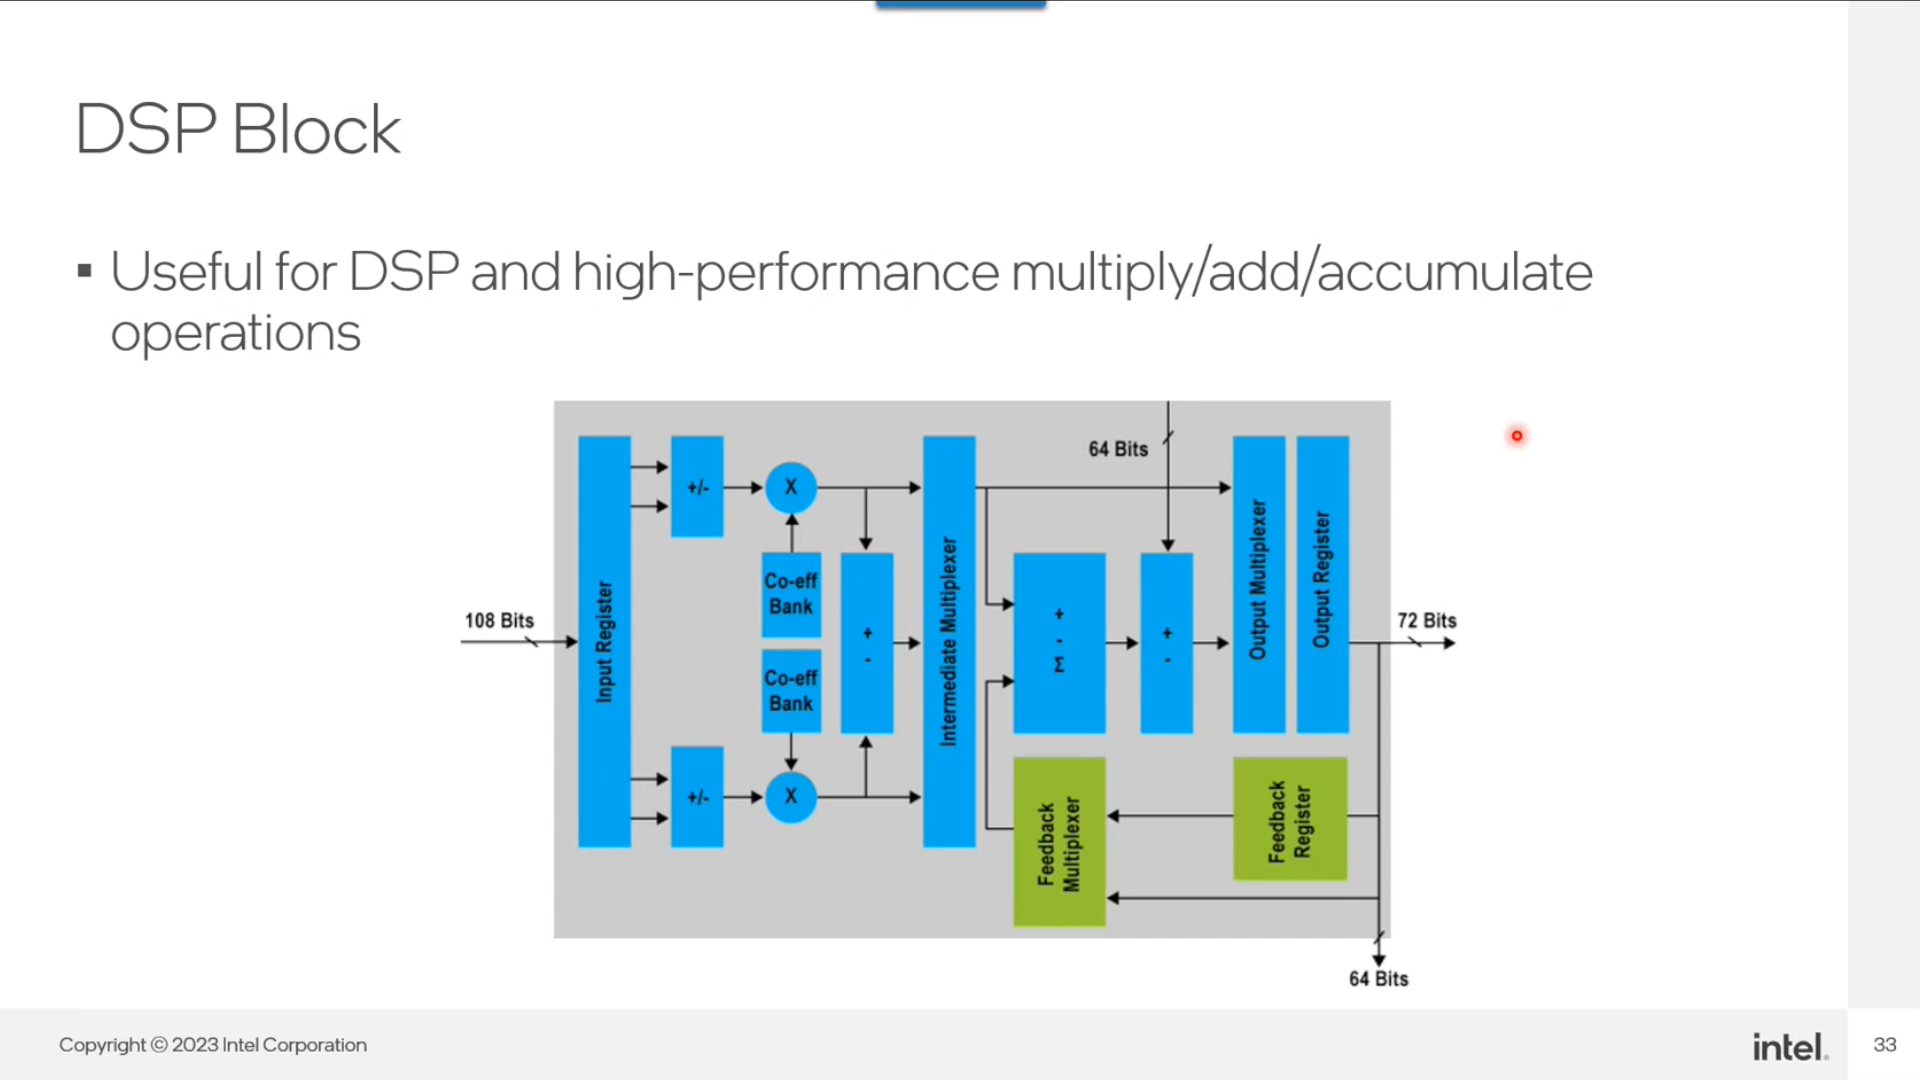 DSP Block
▪ Useful for DSP and high-performance multiply/add/accumulate
operations
108 Bits
Input Register
+/-
+/-
X
Co-eff
Bank
Co-eff
Bank
X
+
-
Intermediate Multiplexer
64 Bits
+
-
Σ
+
-
Output Multiplexer
Output Register
72 Bits
Feedback
Multiplexer
Feedback
Register
64 Bits
Copyright © 2023 Intel Corporation
intel.
33